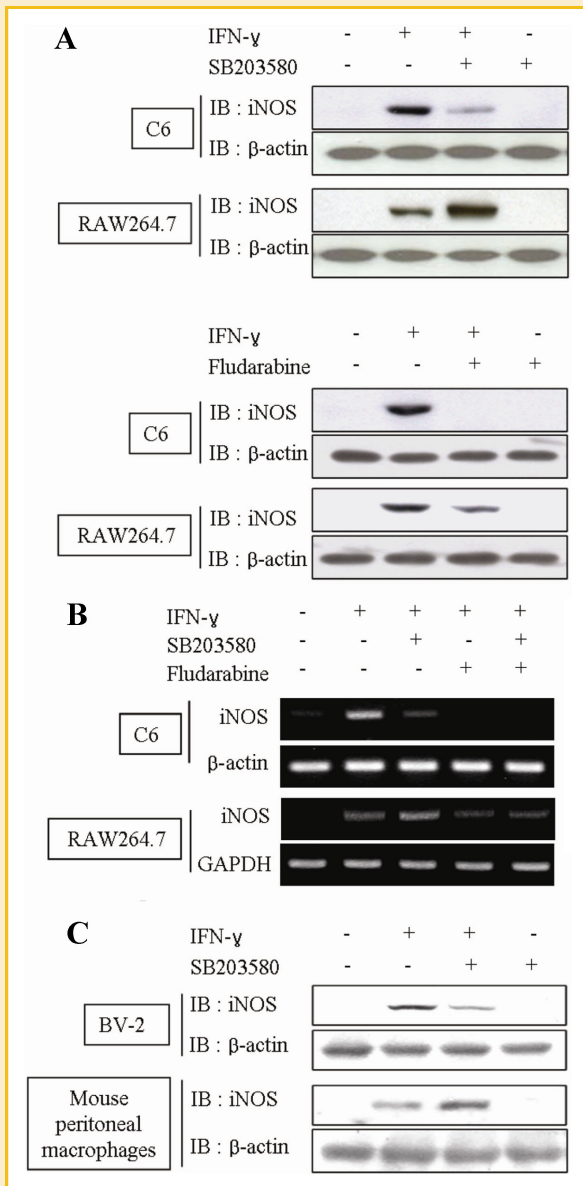 A
IFN-ɣ - + + -
SB203580 - - + +
C6
IB : iNOS
IB : β-actin
RAW264.7
IB : iNOS
IB : β-actin
IFN-ɣ - + + -
Fludarabine - - + +
C6
IB : iNOS
IB : β-actin
RAW264.7
IB : iNOS
IB : β-actin
B
IFN-ɣ - + + + +
SB203580 - - + - +
Fludarabine - - - + +
C6
iNOS
β-actin
RAW264.7
iNOS
GAPDH
C
IFN-ɣ - + + -
SB203580 - - + +
BV-2
IB : iNOS
IB : β-actin
Mouse
peritoneal
macrophages
IB : iNOS
IB : β-actin